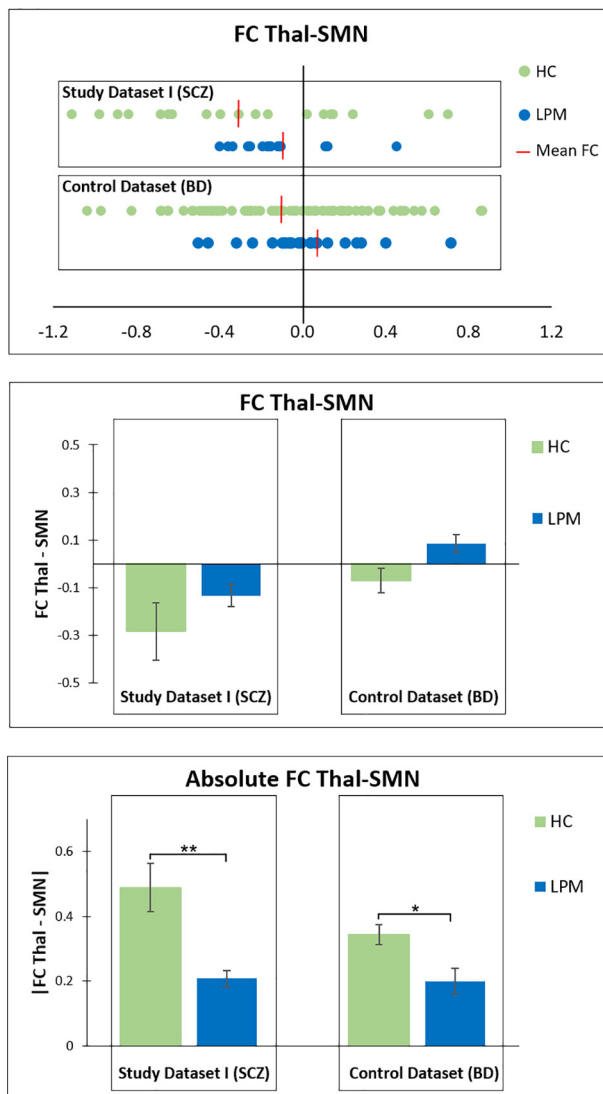 FC Thal-SMN
Study Dataset I (SCZ)
Control Dataset (BD)
HC
LPM
Mean FC
-1.2 -0.8 -0.4 0.0 0.4 0.8 1.2
FC Thal-SMN
FC Thal - SMN
0.5
0.3
0.1
-0.1
-0.3
-0.5
Study Dataset I (SCZ)
Control Dataset (BD)
HC
LPM
Absolute FC Thal-SMN
|FC Thal - SMN|
0.6
0.4
0.2
0
**
*
Study Dataset I (SCZ)
Control Dataset (BD)
HC
LPM